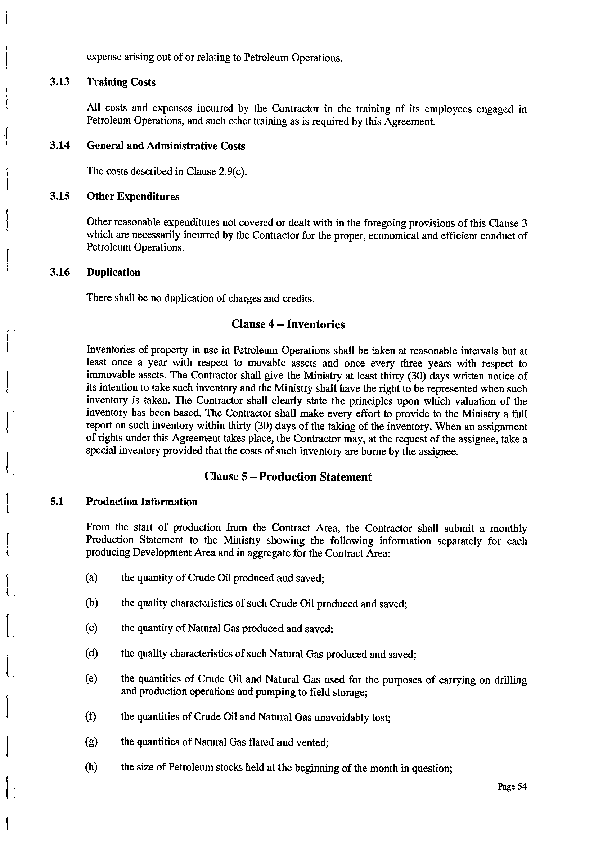 expense arising out of or relating to Petroleum Operations.
3.13 Training Costs
All costs and expenses incurred by the Contractor in the training of its employees engaged in
Petroleum Operations, and such other training as is required by this Agreement.
3.14 General and Administrative Costs
The costs described in Clause 2.9(c).
3.15 Other Expenditures
Other reasonable expenditures not covered or dealt with in the foregoing provisions of this Clause 3
which are necessarily incurred by the Contractor for the proper, economical and efficient conduct of
Petroleum Operations.
3.16 Duplication
There shall be no duplication of charges and credits.
Clause 4 – Inventories
Inventories of property in use in Petroleum Operations shall be taken at reasonable intervals but at
least once a year with respect to movable assets and once every three years with respect to
immovable assets. The Contractor shall give the Ministry at least thirty (30) days written notice of
its intention to take such inventory and the Ministry shall have the right to be represented when such
inventory is taken. The Contractor shall clearly state the principles upon which valuation of the
inventory has been based. The Contractor shall make every effort to provide to the Ministry a full
report on such inventory within thirty (30) days of the taking of the inventory. When an assignment
of rights under this Agreement takes place, the Contractor may, at the request of the assignee, take a
special inventory provided that the costs of such inventory are borne by the assignee.
Clause 5 – Production Statement
5.1 Production Information
From the start of production from the Contract Area, the Contractor shall submit a monthly
Production Statement to the Ministry showing the following information separately for each
producing Development Area and in aggregate for the Contract Area:
(a) the quantity of Crude Oil produced and saved;
(b) the quality characteristics of such Crude Oil produced and saved;
(c) the quantity of Natural Gas produced and saved;
(d) the quality characteristics of such Natural Gas produced and saved;
(e) the quantities of Crude Oil and Natural Gas used for the purposes of carrying on drilling
and production operations and pumping to field storage;
(f) the quantities of Crude Oil and Natural Gas unavoidably lost;
(g) the quantities of Natural Gas flared and vented;
(h) the size of Petroleum stocks held at the beginning of the month in question;
Page 54